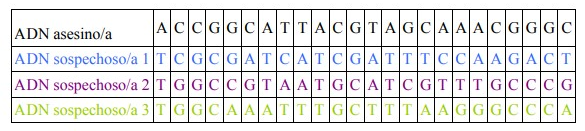 ADN asesino/a A C C G G C A T T A C G T A G C A A A C G G G C
ADN sospechoso/a 1 T C G C G A T C A T C G A T T T C C A A G A C T
ADN sospechoso/a 2 T G G C C G T A A T G C A T C G T T T G C C C G
ADN sospechoso/a 3 T G G C A A A T T T G C T T T A A G G G C C C A